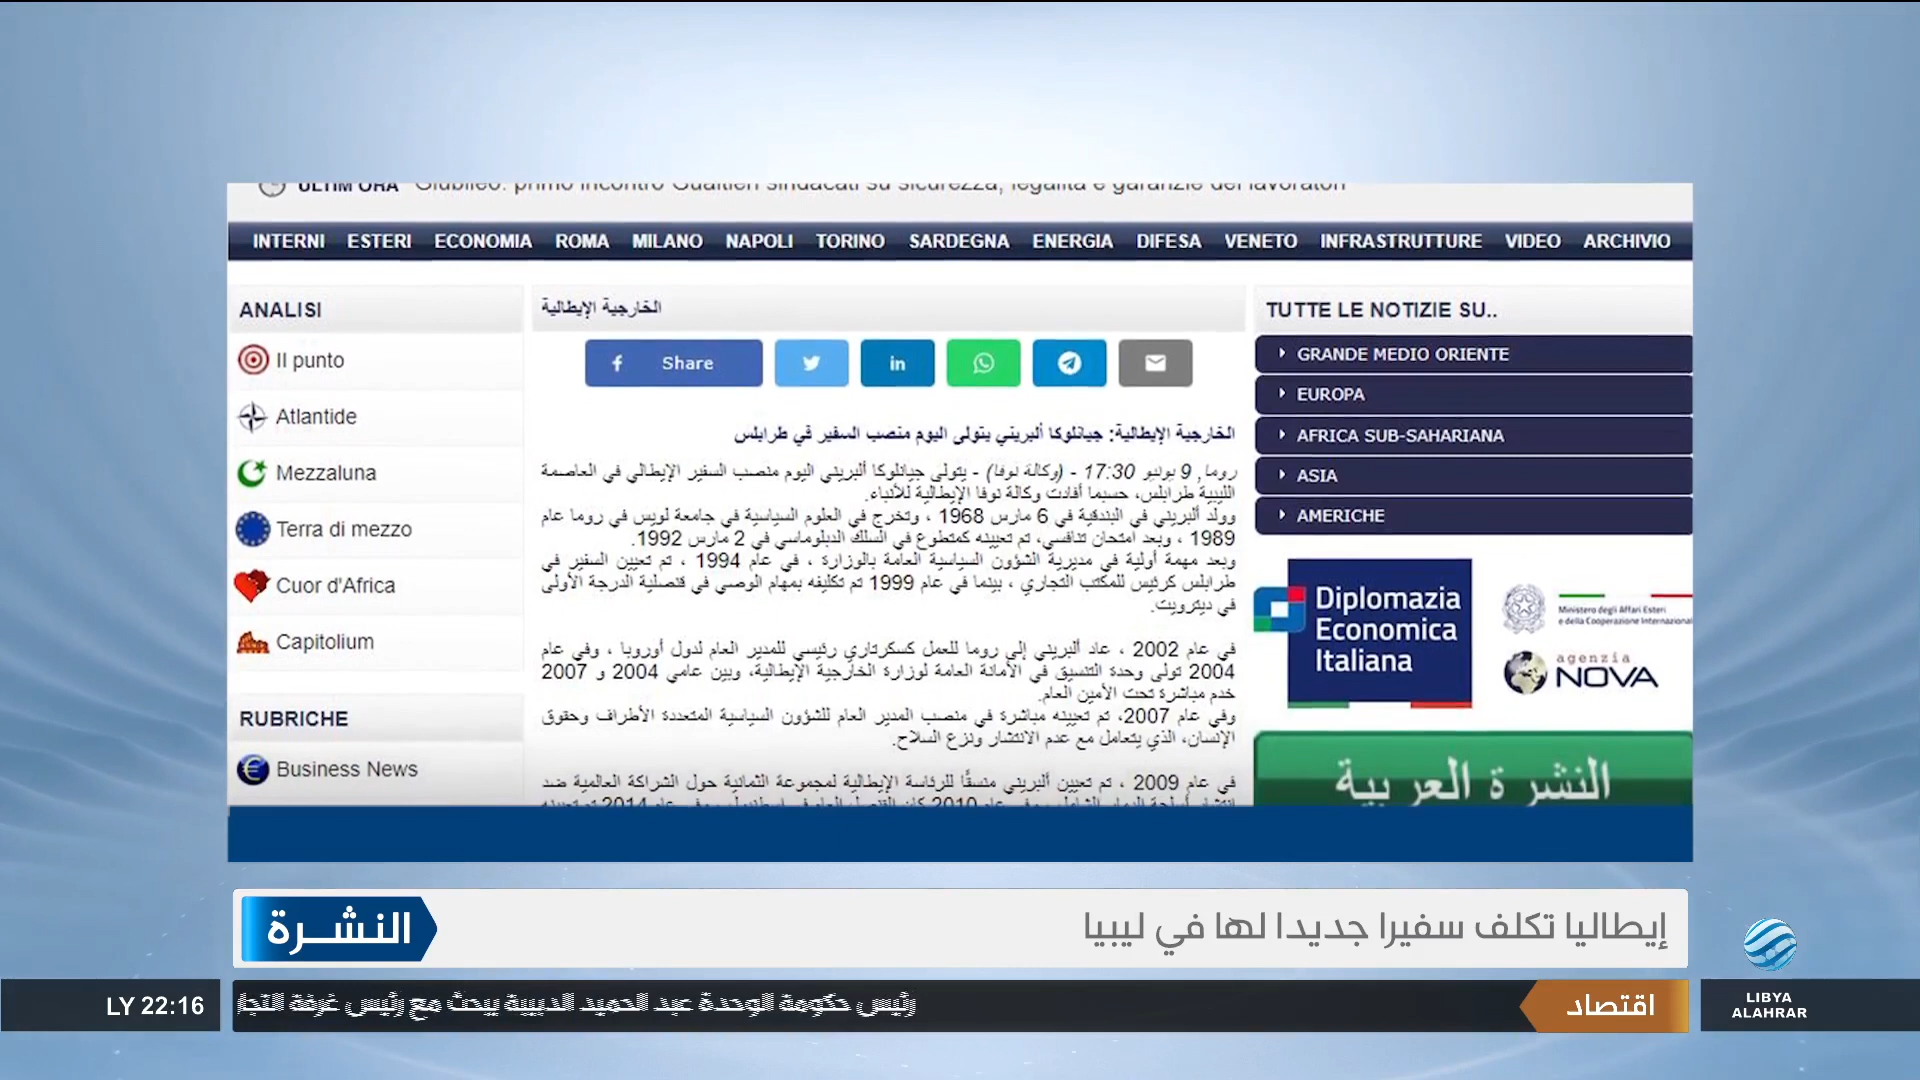 ULTIM'ORA Giubileo: primo incontro Gualtieri sindacati su sicurezza, legalità e garanzie dei lavoratori
INTERNI ESTERI ECONOMIA ROMA MILANO NAPOLI TORINO SARDEGNA ENERGIA DIFESA VENETO INFRASTRUTTURE VIDEO ARCHIVIO
ANALISI
Il punto
Atlantide
Mezzaluna
Terra di mezzo
Cuor d'Africa
Capitolium
RUBRICHE
Business News
الخارجية الإيطالية
Share
الخارجية الإيطالية: جيانلوكا ألبريني يتولى اليوم منصب السفير في طرابلس
روما, 9 يونيو 17:30 - (وكالة نوفا) - يتولى جيانلوكا ألبريني اليوم منصب السفير الإيطالي في العاصمة
الليبية طرابلس، حسبما أفادت وكالة نوفا الإيطالية للأنباء.
وولد ألبريني في البندقية في 6 مارس 1968 ، وتخرج في العلوم السياسية في جامعة لويس في روما عام
1989 ، وبعد امتحان تنافسي، تم تعيينه كمتطوع في السلك الدبلوماسي في 2 مارس 1992.
وبعد مهمة أولية في مديرية الشؤون السياسية العامة بالوزارة ، في عام 1994 ، تم تعيين السفير في
طرابلس كرئيس للمكتب التجاري ، بينما في عام 1999 تم تكليفه بمهام الوصي في قنصلية الدرجة الأولى
في ديترويت.
في عام 2002 ، عاد ألبريني إلى روما للعمل كسكرتاري رئيسي للمدير العام لدول أوروبا ، وفي عام
2004 تولى وحدة التنسيق في الأمانة العامة لوزارة الخارجية الإيطالية، وبين عامي 2004 و 2007
خدم مباشرة تحت الأمين العام.
وفي عام 2007، تم تعيينه مباشرة في منصب المدير العام للشؤون السياسية المتعددة الأطراف وحقوق
الإنسان، الذي يتعامل مع عدم الانتشار ونزع السلاح.
في عام 2009 ، تم تعيين ألبريني منسقًا للرئاسة الإيطالية لمجموعة الثمانية حول الشراكة العالمية ضد
TUTTE LE NOTIZIE SU..
GRANDE MEDIO ORIENTE
EUROPA
AFRICA SUB-SAHARIANA
ASIA
AMERICHE
Diplomazia
Economica
Italiana
Ministero degli Affari Esteri
e della Cooperazione Internazional
agenzia
NOVA
النشرة العربية
إيطاليا تكلف سفيرا جديدا لها في ليبيا
النشرة
اقتصاد
رئيس حكومة الوحدة عبد الحميد الدبيبة يبحث مع رئيس غرفة التجا
LY 22:16
LIBYA
ALAHRAR